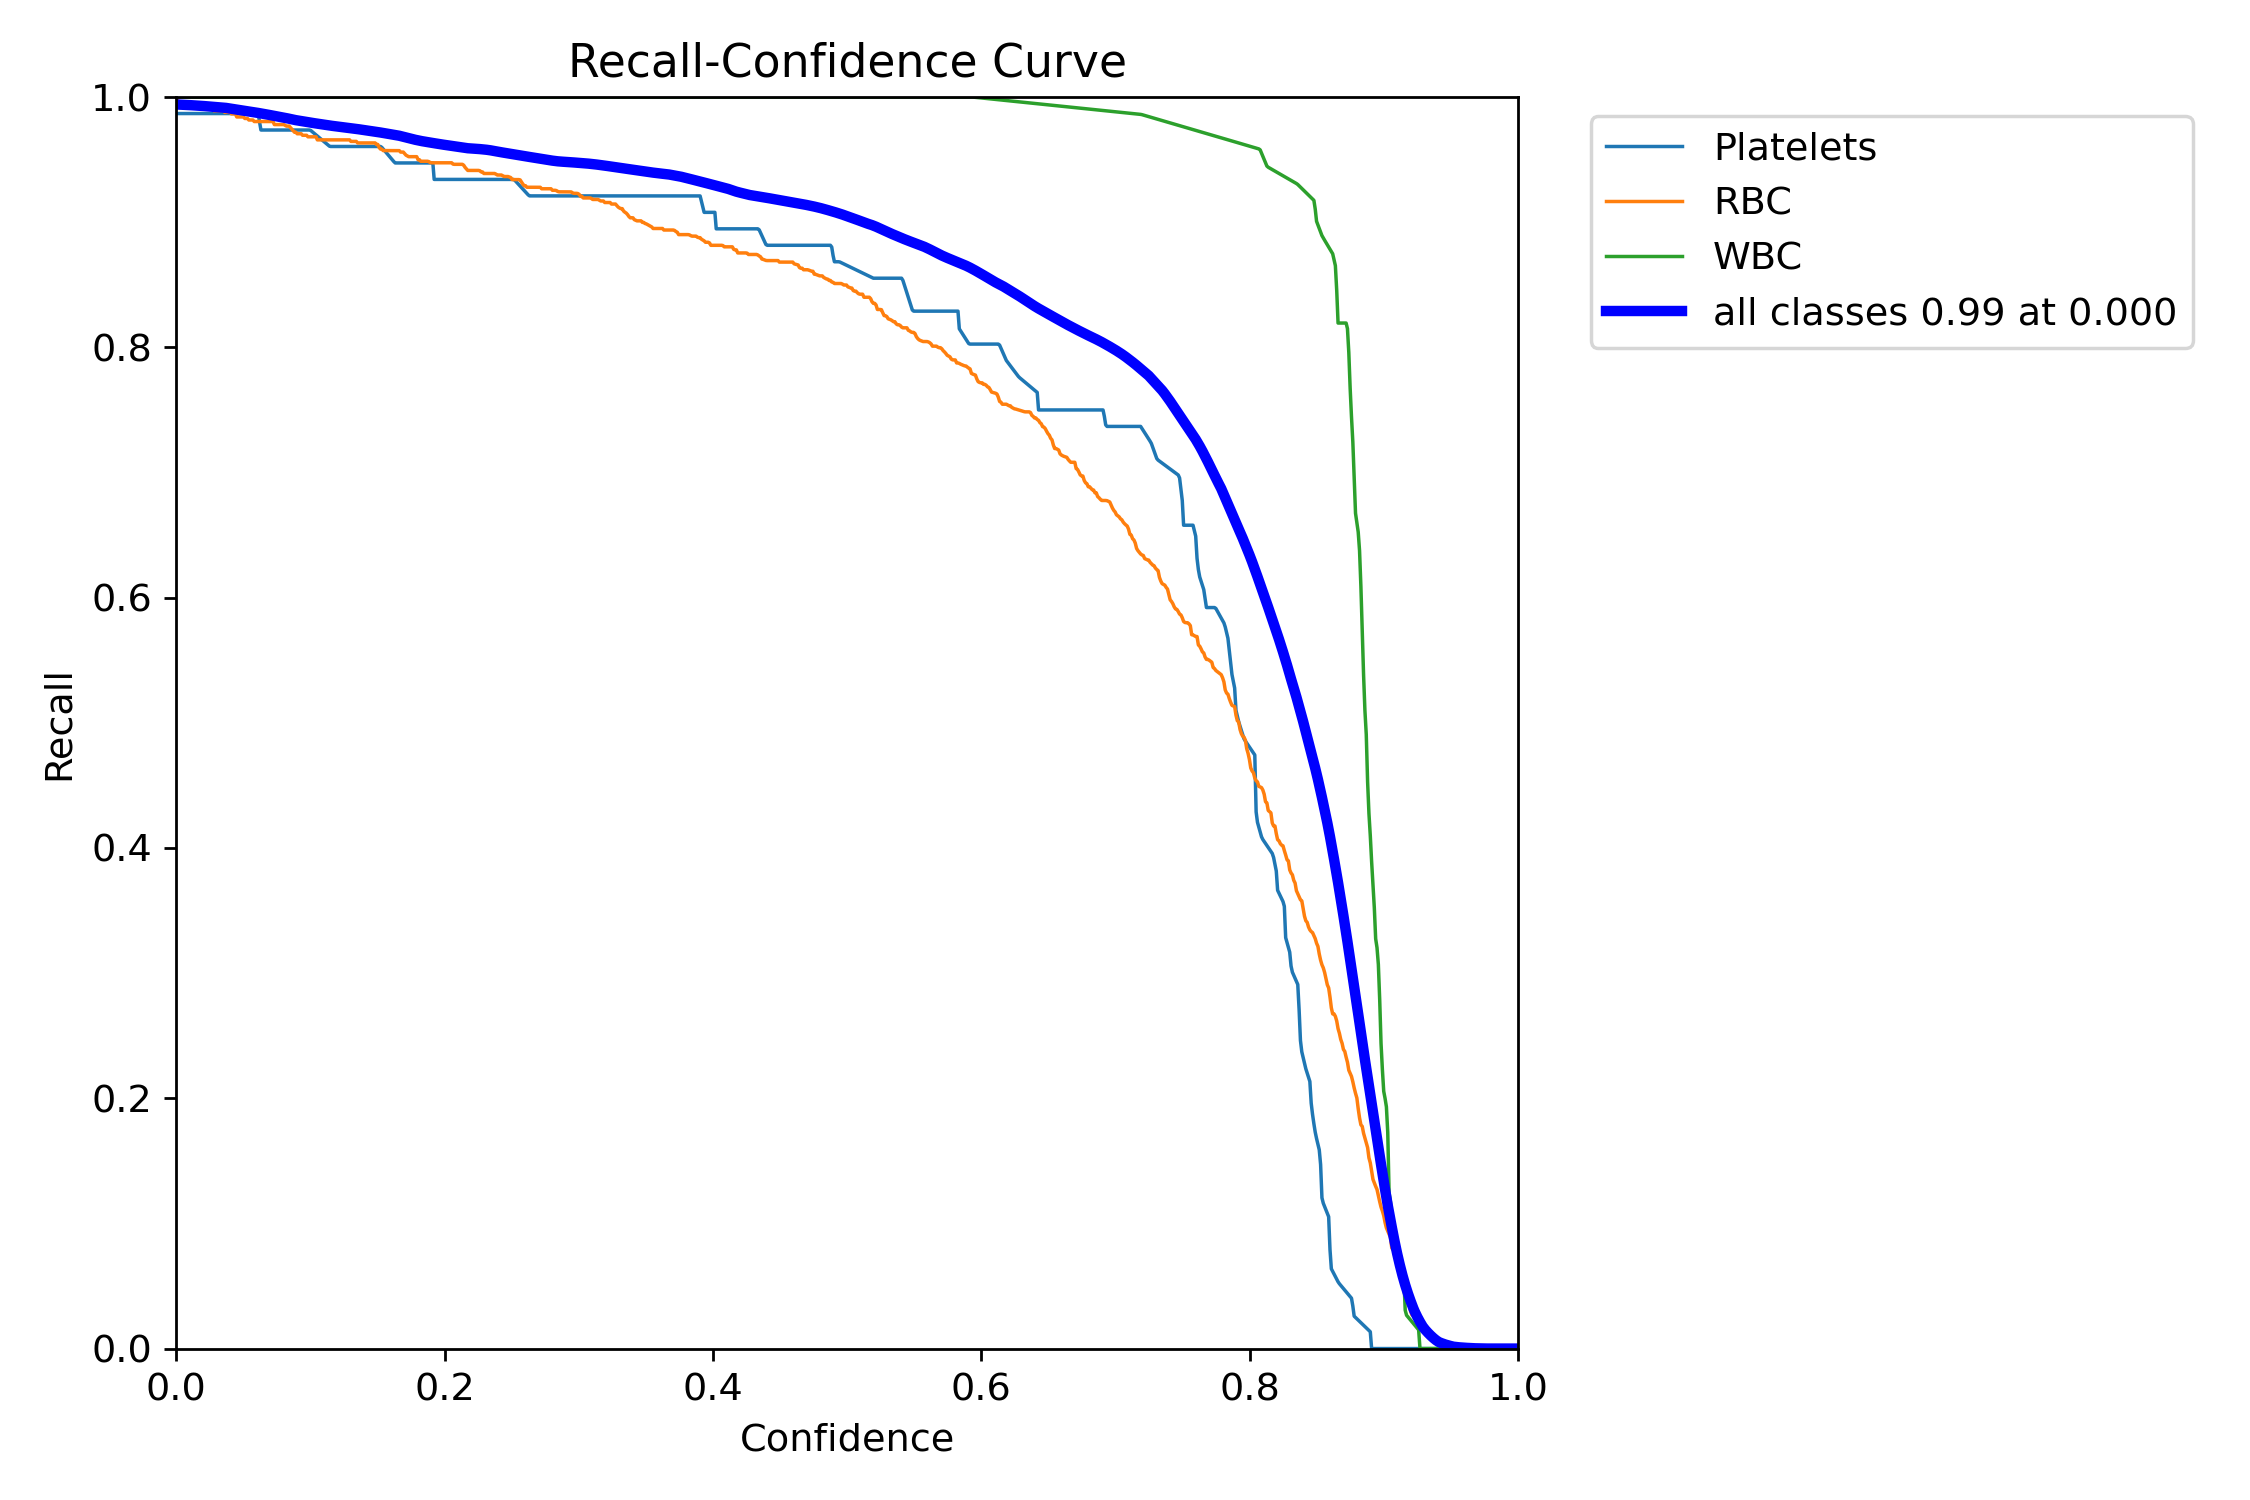 Recall-Confidence Curve
1.0
0.8
0.6
0.4
0.2
0.0
Recall
0.0 0.2 0.4 0.6 0.8 1.0
Confidence
Platelets
RBC
WBC
all classes 0.99 at 0.000